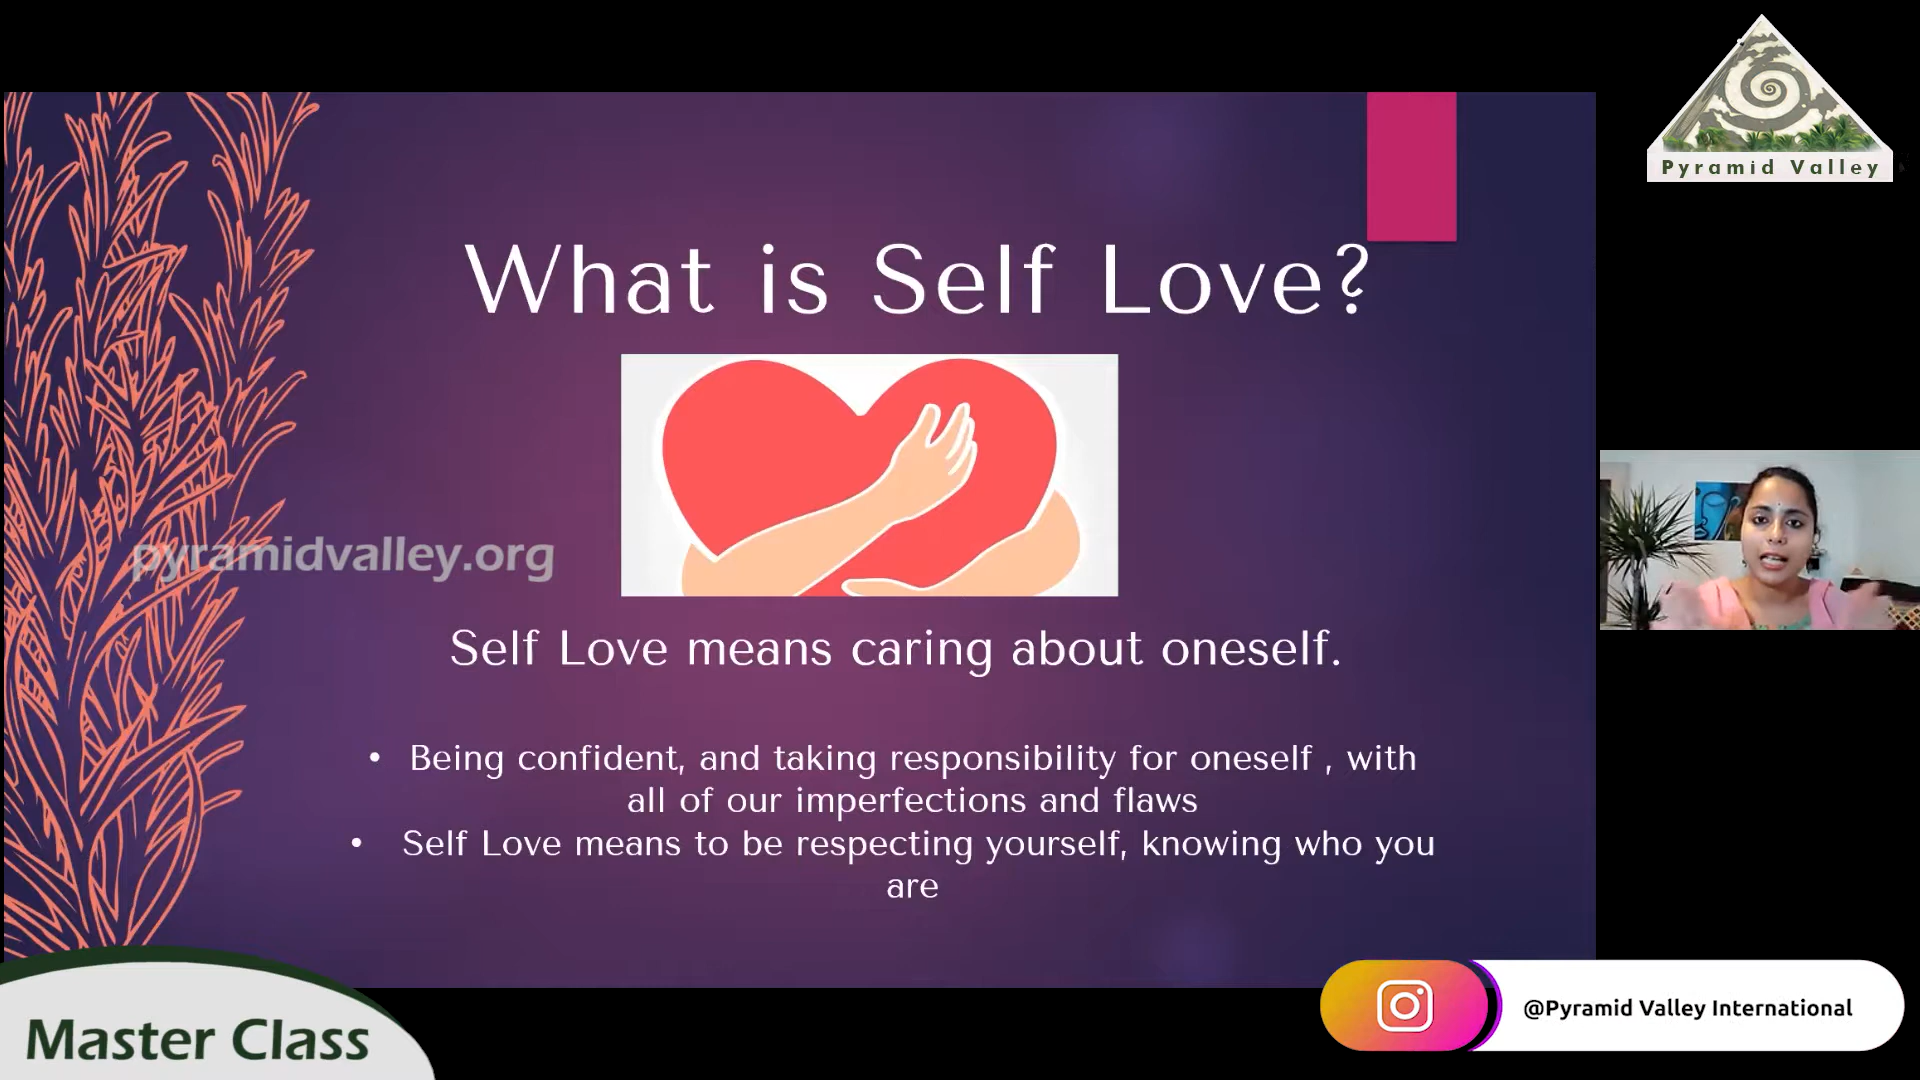 Pyramid Valley
What is Self Love?
pyramidvalley.org
Self Love means caring about oneself.
• Being confident, and taking responsibility for oneself , with
all of our imperfections and flaws
• Self Love means to be respecting yourself, knowing who you
are
Master Class
@Pyramid Valley International